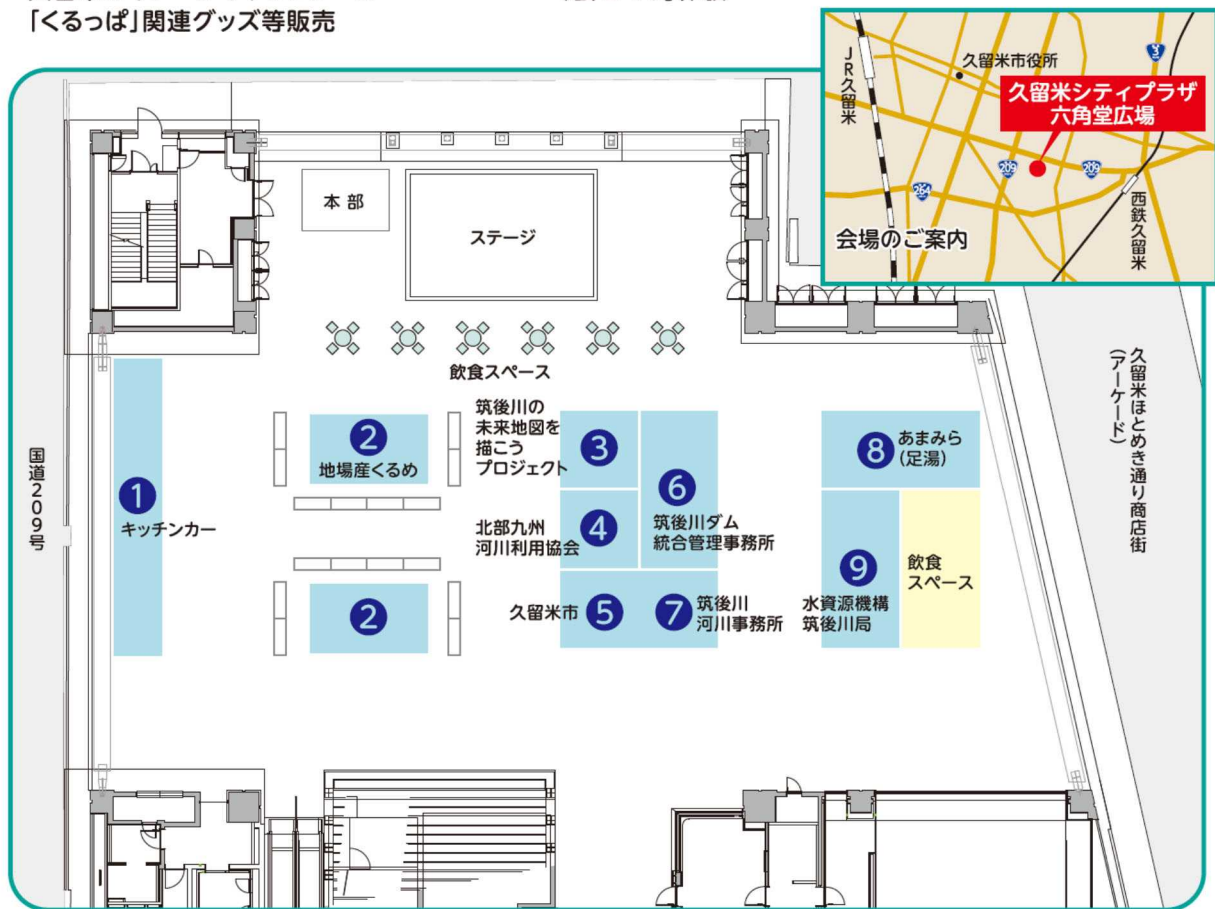 「くるっぱ」関連グッズ等販売
久留米市役所
JR久留米
久留米シティプラザ
六角堂広場
3
209
209
264
西鉄久留米
会場のご案内
本部
ステージ
飲食スペース
久留米ほとめき通り商店街
(アーケード)
国道209号
1
キッチンカー
2
地場産くるめ
筑後川の
未来地図を
描こう
プロジェクト
3
北部九州
河川利用協会
4
6
筑後川ダム
統合管理事務所
8
あまみら
(足湯)
2
久留米市
5
7
筑後川
河川事務所
9
水資源機構
筑後川局
飲食
スペース